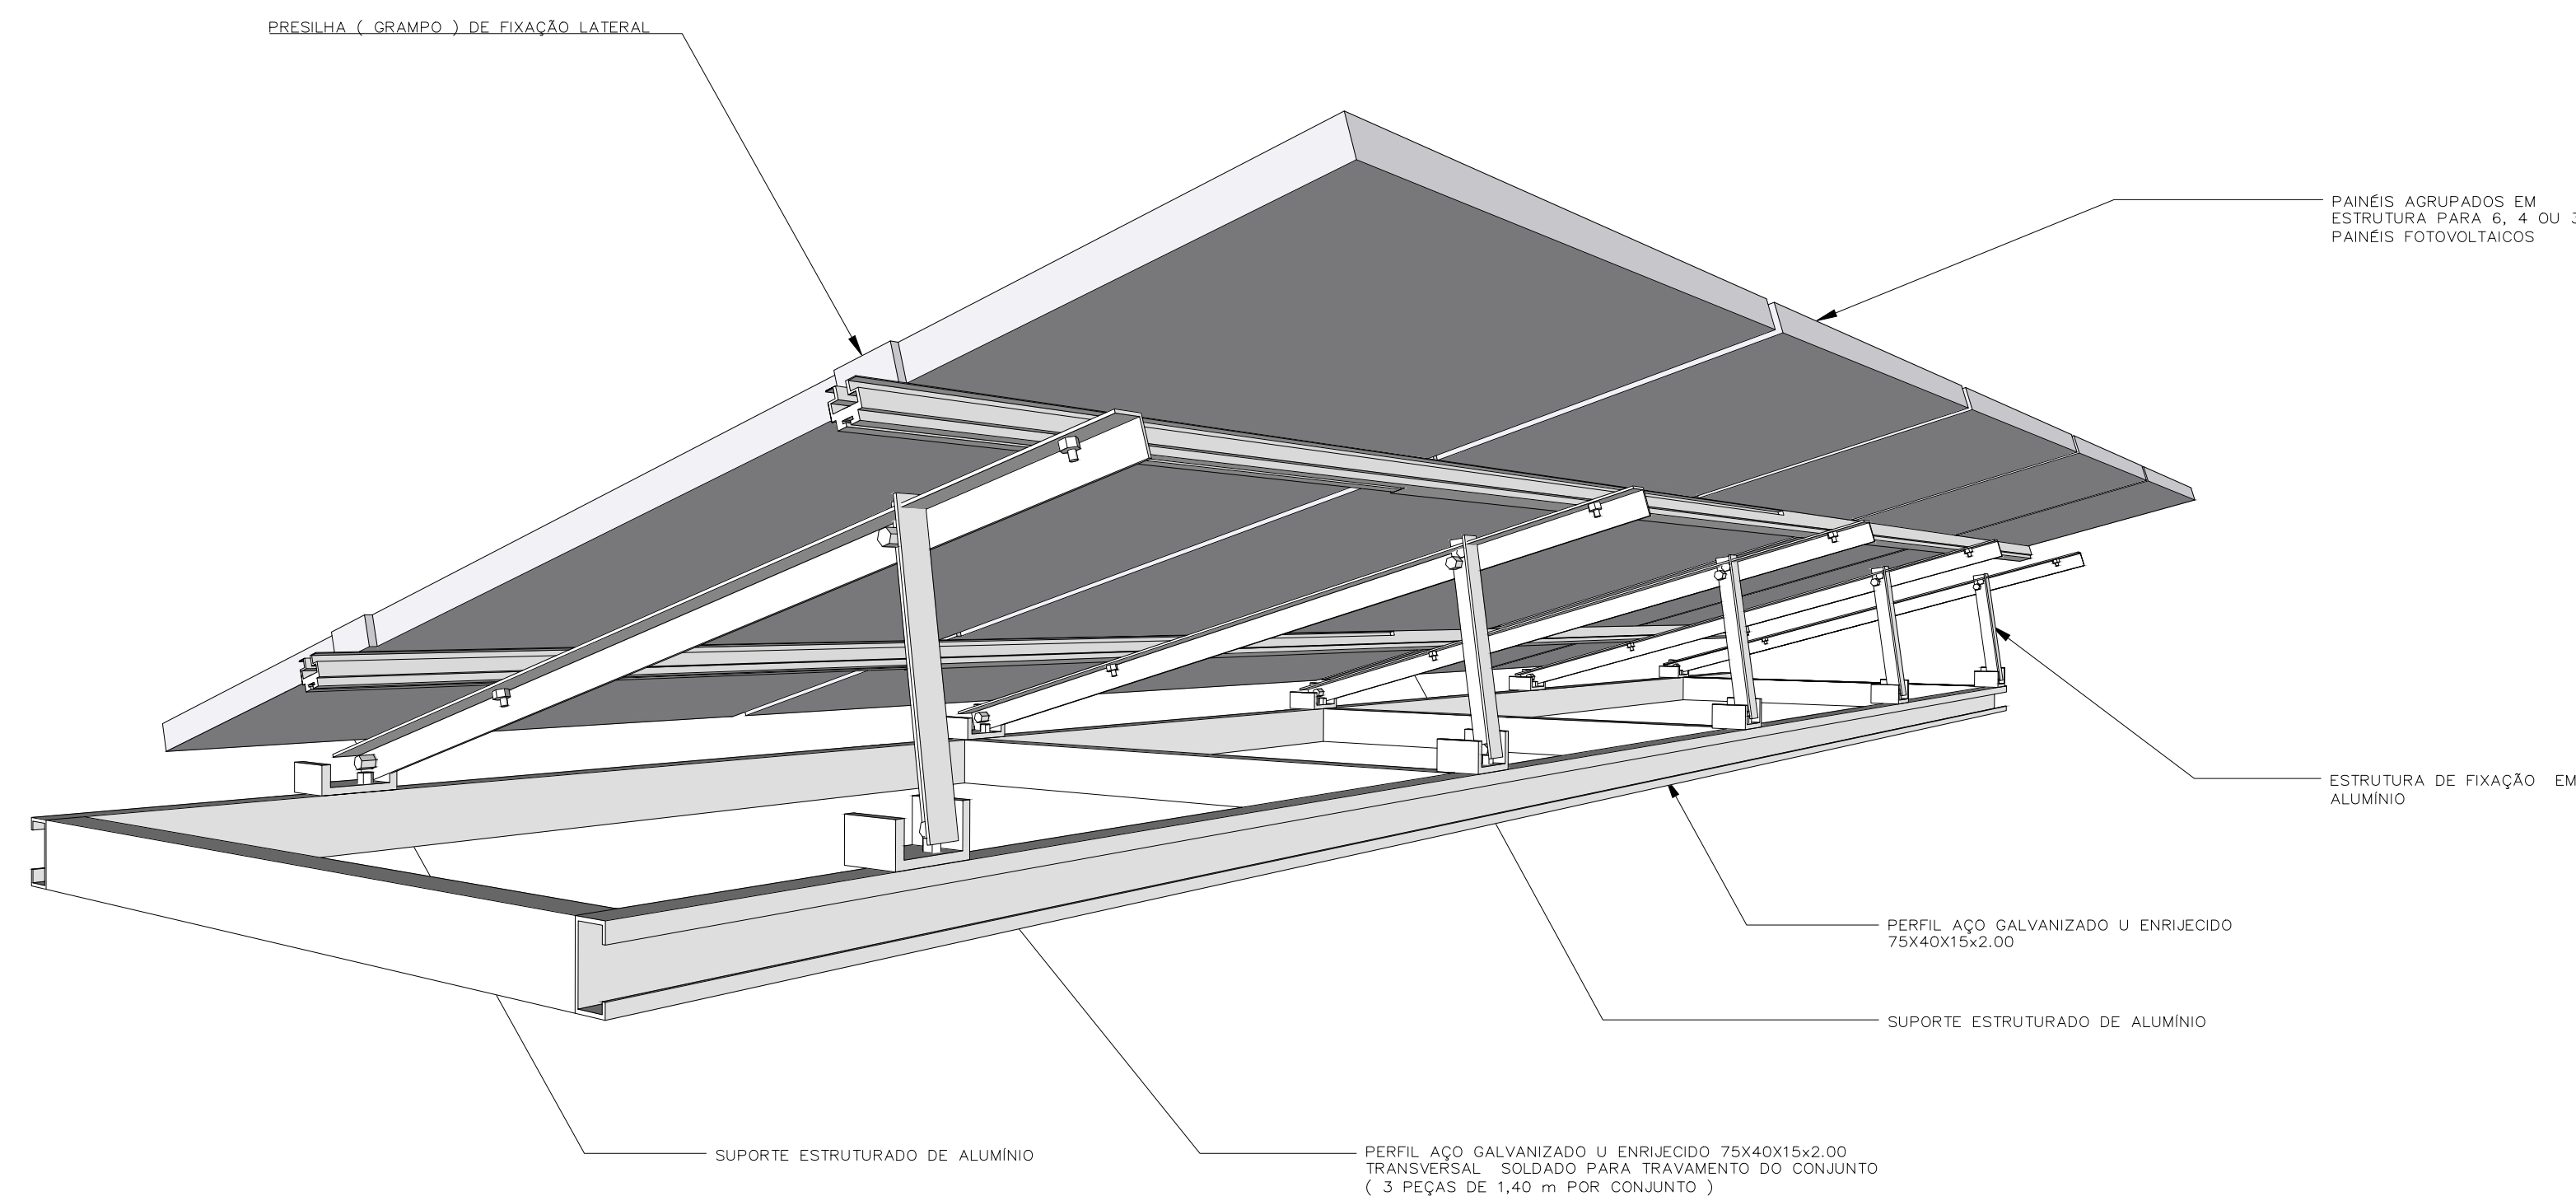 PRESILHA ( GRAMPO ) DE FIXAÇÃO LATERAL
PAINÉIS AGRUPADOS EM
ESTRUTURA PARA 6, 4 OU 3
PAINÉIS FOTOVOLTAICOS
ESTRUTURA DE FIXAÇÃO EM
ALUMÍNIO
PERFIL AÇO GALVANIZADO U ENRIJECIDO
75X40X15x2.00
SUPORTE ESTRUTURADO DE ALUMÍNIO
SUPORTE ESTRUTURADO DE ALUMÍNIO
PERFIL AÇO GALVANIZADO U ENRIJECIDO 75X40X15x2.00
TRANSVERSAL SOLDADO PARA TRAVAMENTO DO CONJUNTO
( 3 PEÇAS DE 1,40 m POR CONJUNTO )